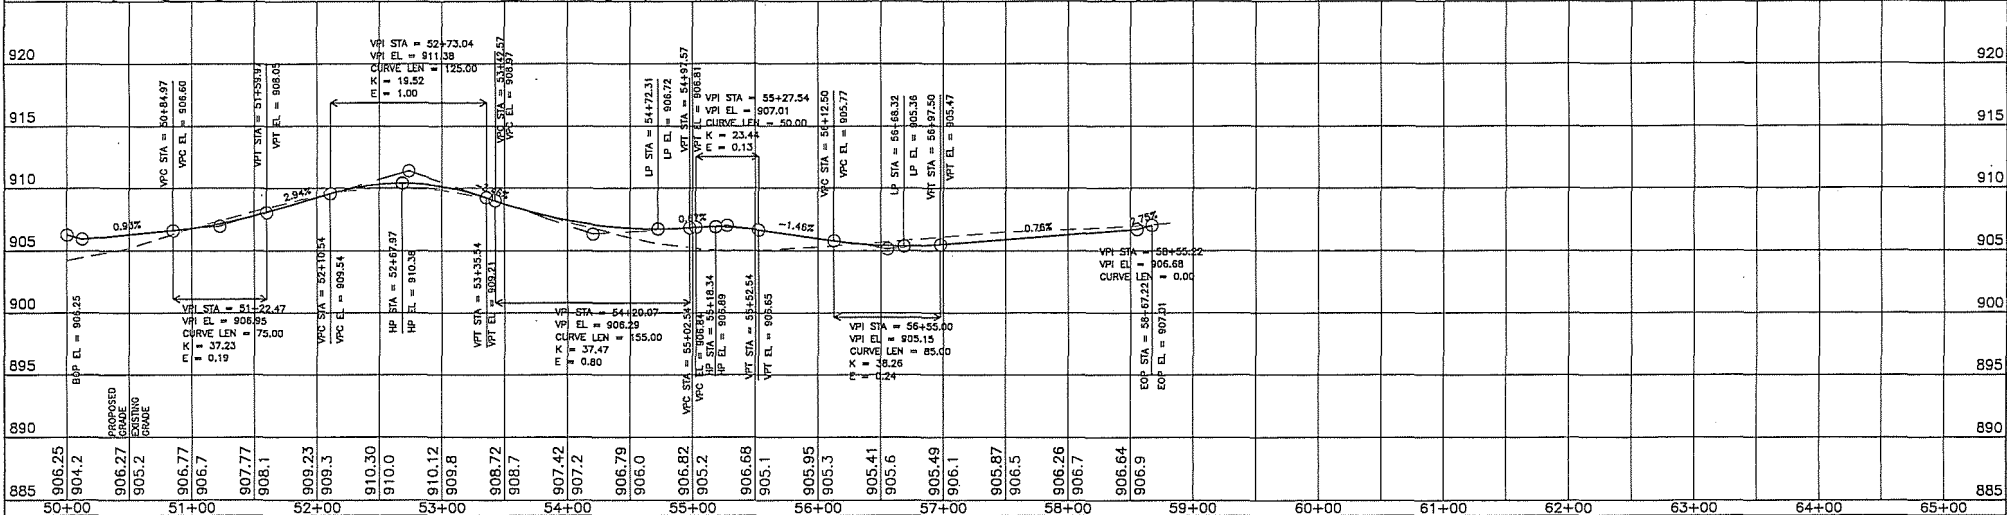 920
915
910
905
900
895
890
885
VPI STA = 52+73.04
VPI EL = 911.38
CURVE LEN = 125.00
K = 19.52
E = 1.00
VPC STA = 50+84.97
VPC EL = 906.60
VPT STA = 51+59.97
VPT EL = 908.05
VPC STA = 53+42.57
VPC EL = 908.97
LP STA = 54+72.31
LP EL = 906.72
VPT STA = 54+97.57
VPT EL = 906.81
VPI STA = 55+27.54
VPI EL = 907.01
CURVE LEN = 50.00
K = 23.44
E = 0.13
VPC STA = 56+12.50
VPC EL = 905.77
LP STA = 56+68.32
LP EL = 905.36
VPT STA = 56+97.50
VPT EL = 905.47
0.93%
2.94%
0.67%
-1.46%
0.76%
2.75%
BOP EL = 906.25
VPI STA = 51+22.47
VPI EL = 906.95
CURVE LEN = 75.00
K = 37.23
E = 0.19
VPC STA = 52+10.54
VPC EL = 909.54
HP STA = 52+67.97
HP EL = 910.38
VPT STA = 53+35.54
VPT EL = 909.21
VPI STA = 54+20.07
VPI EL = 906.29
CURVE LEN = 155.00
K = 37.47
E = 0.80
VPC STA = 55+02.54
VPC EL = 906.84
HP STA = 55+18.34
HP EL = 906.89
VPT STA = 55+52.54
VPT EL = 906.65
VPI STA = 56+55.00
VPI EL = 905.15
CURVE LEN = 85.00
K = 38.26
E = 0.24
VPI STA = 58+55.22
VPI EL = 906.68
CURVE LEN = 0.00
EOP STA = 58+67.22
EOP EL = 907.01
PROPOSED
GRADE
EXISTING
GRADE
906.25
904.2
906.27
905.2
906.77
906.7
907.77
908.1
909.23
909.3
910.30
910.0
910.12
909.8
908.72
908.7
907.42
907.2
906.79
906.0
906.82
905.2
906.68
905.1
905.95
905.3
905.41
905.6
905.49
906.1
905.87
906.5
906.26
906.7
906.64
906.9
920
915
910
905
900
895
890
885
50+00 51+00 52+00 53+00 54+00 55+00 56+00 57+00 58+00 59+00 60+00 61+00 62+00 63+00 64+00 65+00